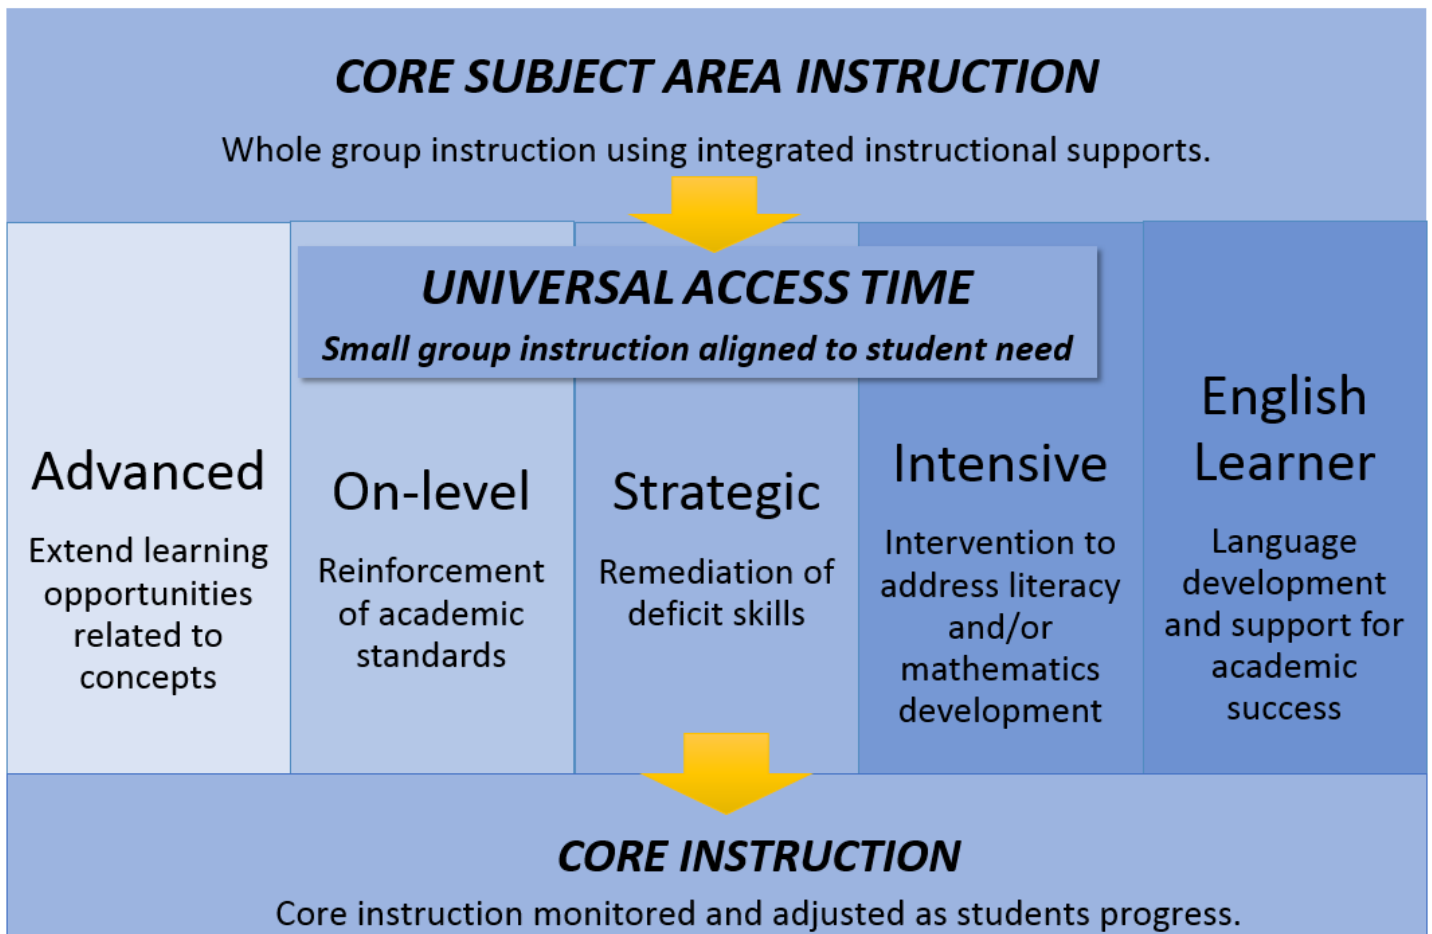 CORE SUBJECT AREA INSTRUCTION
Whole group instruction using integrated instructional supports.
UNIVERSAL ACCESS TIME
Small group instruction aligned to student need
Advanced
Extend learning
opportunities
related to
concepts
On-level
Reinforcement
of academic
standards
Strategic
Remediation of
deficit skills
Intensive
Intervention to
address literacy
and/or
mathematics
development
English
Learner
Language
development
and support for
academic
success
CORE INSTRUCTION
Core instruction monitored and adjusted as students progress.